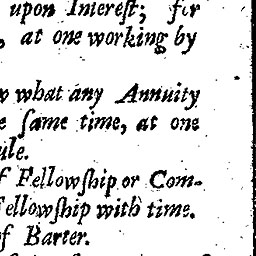 upon Intereſt; for
, at one working by
w what any Annuity
e ſame time, at one
ule.
f Fellowſhip or Com-
Fellowſhip with time.
of Barter.